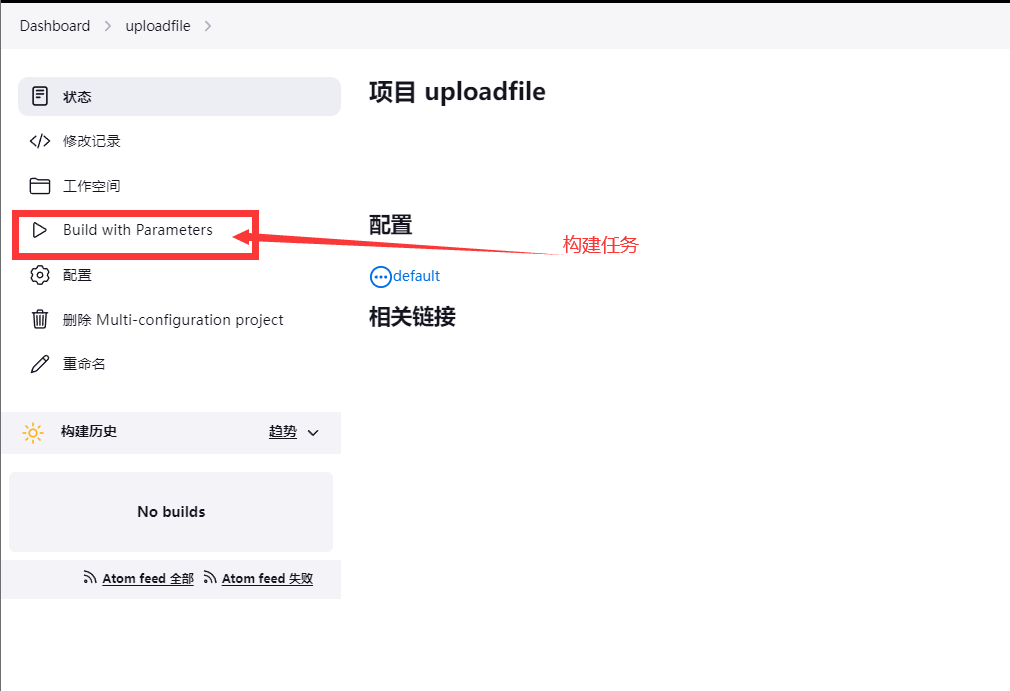 Dashboard > uploadfile >
状态
修改记录
工作空间
Build with Parameters
配置
删除 Multi-configuration project
重命名
构建历史 趋势
No builds
Atom feed 全部 Atom feed 失败
项目 uploadfile
配置
default
相关链接
构建任务